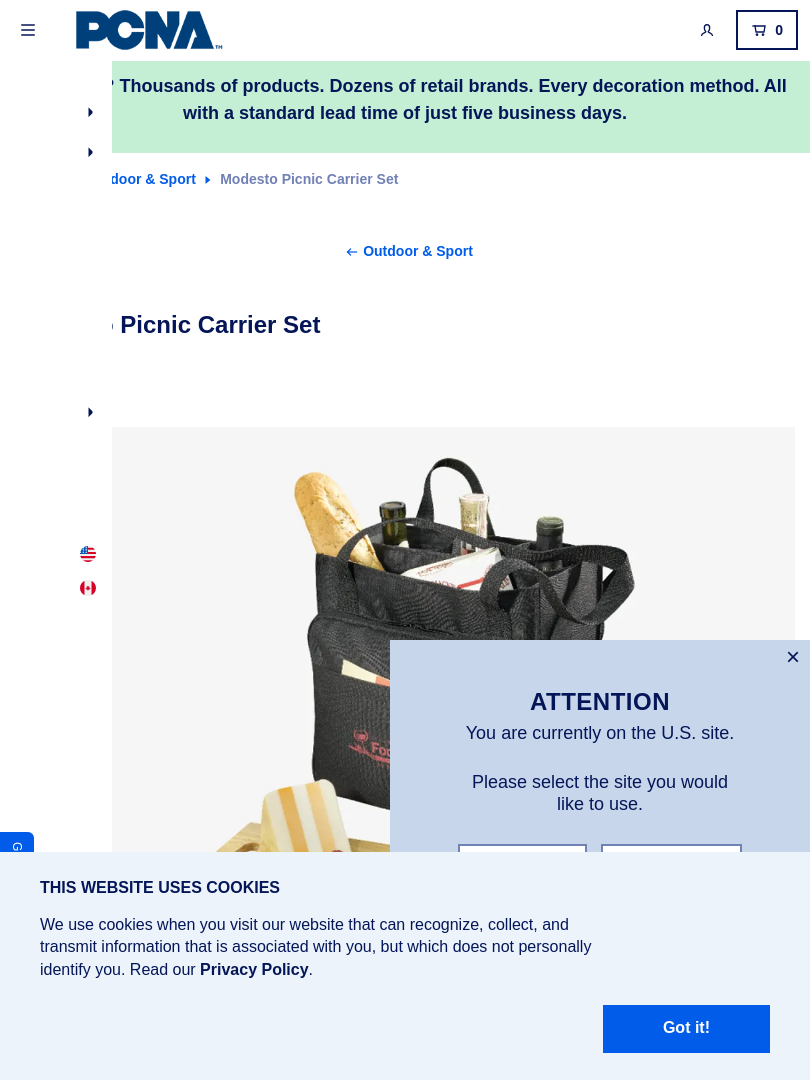 PCNA™
0
? Thousands of products. Dozens of retail brands. Every decoration method. All
with a standard lead time of just five business days.
door & Sport
Modesto Picnic Carrier Set
Outdoor & Sport
Picnic Carrier Set
ATTENTION
You are currently on the U.S. site.
Please select the site you would
like to use.
G
THIS WEBSITE USES COOKIES
We use cookies when you visit our website that can recognize, collect, and
transmit information that is associated with you, but which does not personally
identify you. Read our Privacy Policy.
Got it!